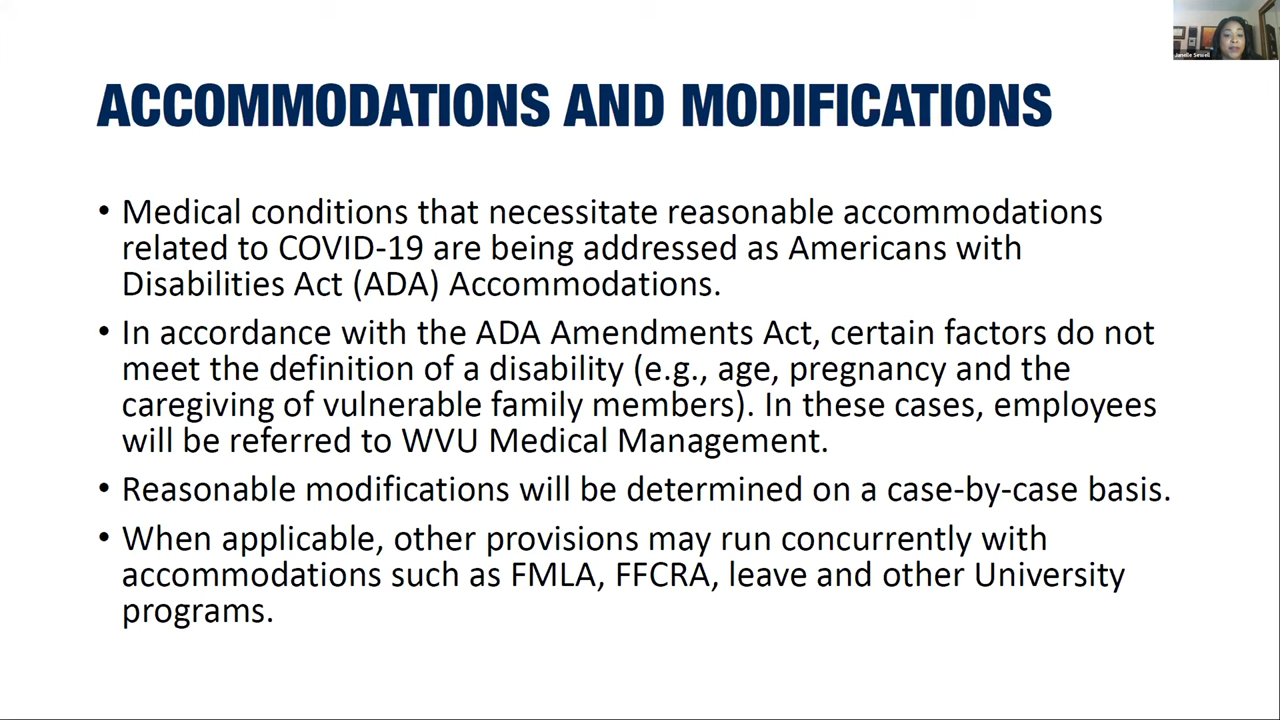 Janelle Sewell
ACCOMMODATIONS AND MODIFICATIONS
• Medical conditions that necessitate reasonable accommodations
related to COVID-19 are being addressed as Americans with
Disabilities Act (ADA) Accommodations.
• In accordance with the ADA Amendments Act, certain factors do not
meet the definition of a disability (e.g., age, pregnancy and the
caregiving of vulnerable family members). In these cases, employees
will be referred to WVU Medical Management.
• Reasonable modifications will be determined on a case-by-case basis.
• When applicable, other provisions may run concurrently with
accommodations such as FMLA, FFCRA, leave and other University
programs.